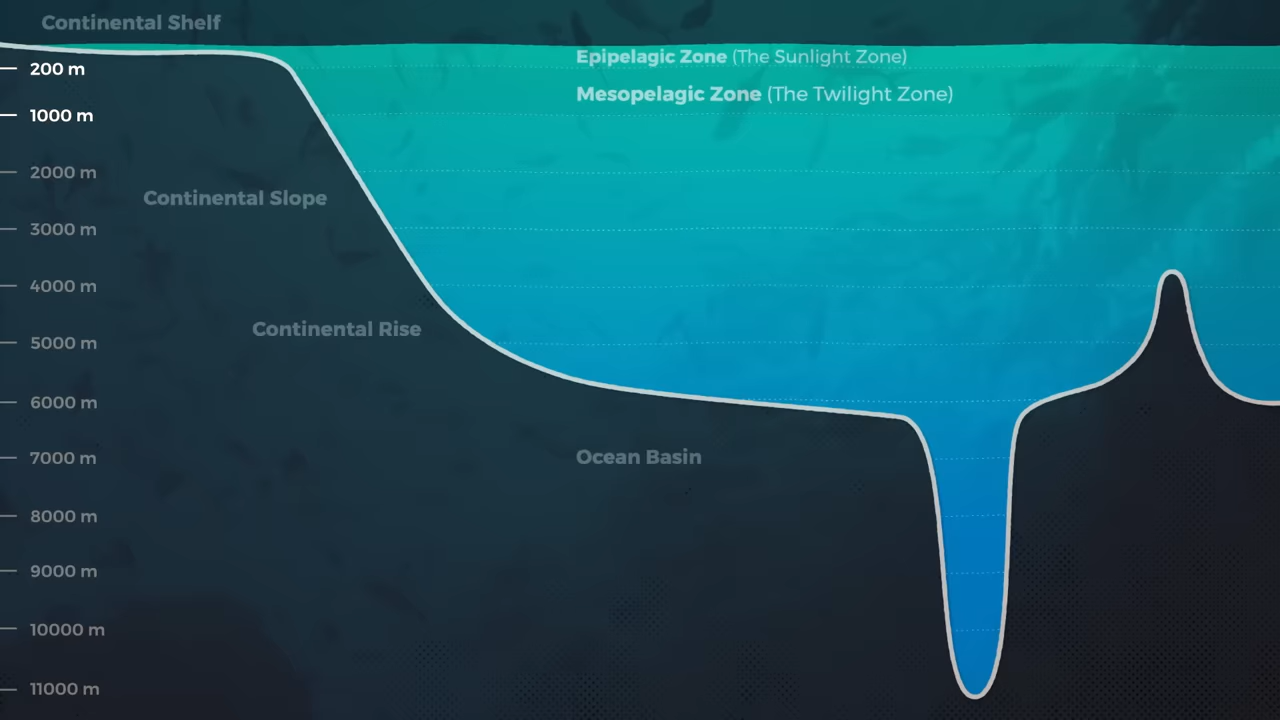 Continental Shelf
Epipelagic Zone (The Sunlight Zone)
200 m
Mesopelagic Zone (The Twilight Zone)
1000 m
2000 m
Continental Slope
3000 m
4000 m
Continental Rise
5000 m
6000 m
Ocean Basin
7000 m
8000 m
9000 m
10000 m
11000 m